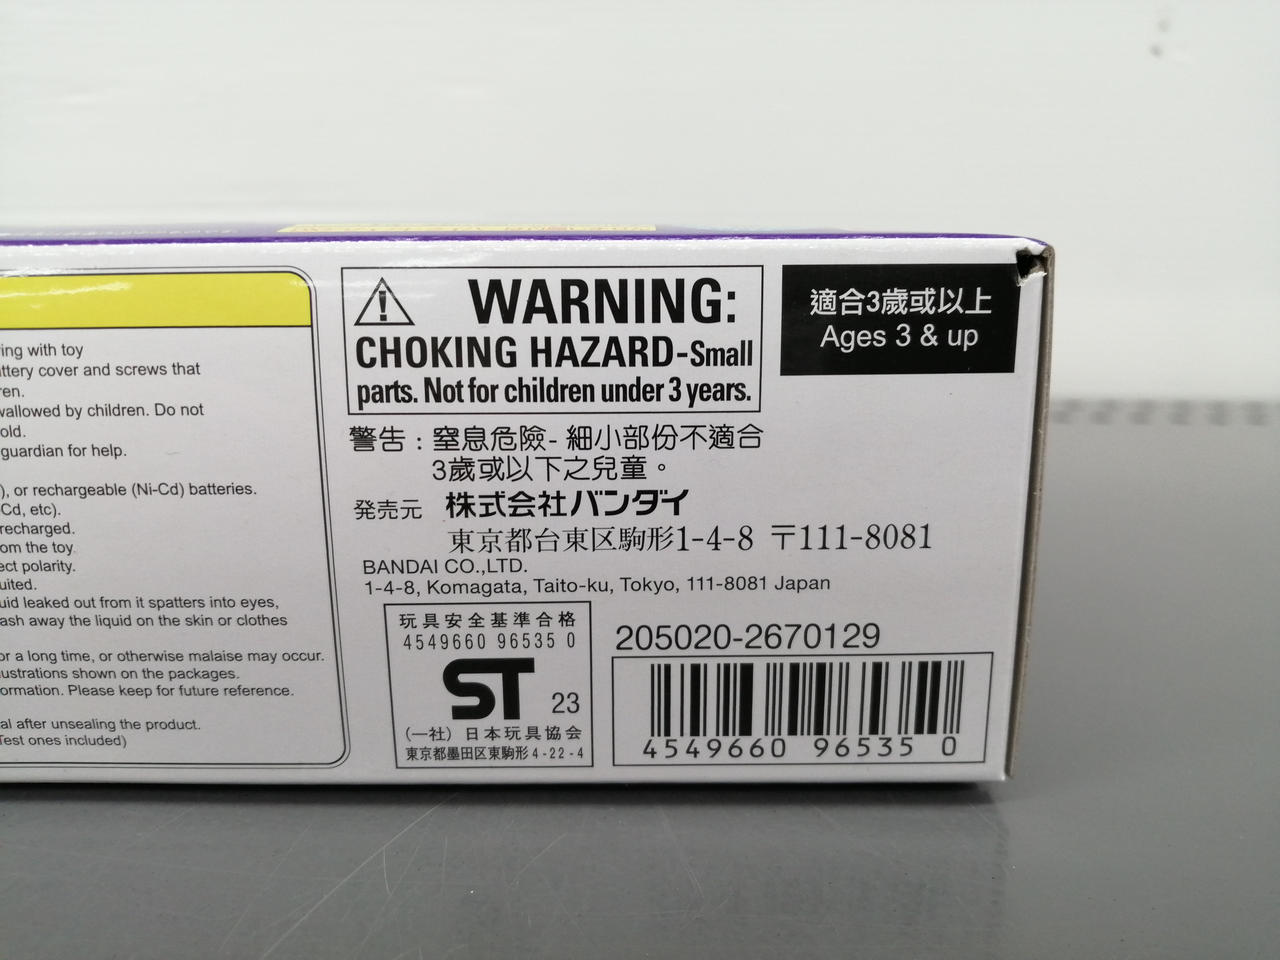 ring with toy
ttery cover and screws that
ren.
wallowed by children. Do not
old.
guardian for help.
), or rechargeable (Ni-Cd) batteries.
Cd, etc).
recharged.
om the toy.
ect polarity.
uited.
uid leaked out from it spatters into eyes,
ash away the liquid on the skin or clothes
or a long time, or otherwise malaise may occur.
ustrations shown on the packages.
ormation. Please keep for future reference.
al after unsealing the product.
Test ones included)
WARNING:
CHOKING HAZARD-Small
parts. Not for children under 3 years.
適合3歲或以上
Ages 3 & up
警告:窒息危險-細小部份不適合
3歲或以下之兒童。
発売元 株式会社バンダイ
東京都台東区駒形1-4-8 〒111-8081
BANDAI CO.,LTD.
1-4-8, Komagata, Taito-ku, Tokyo, 111-8081 Japan
玩具安全基準合格
4549660 96535 0
ST 23
(一社) 日本玩具協会
東京都墨田区東駒形4-22-4
205020-2670129
4549660 96535 0